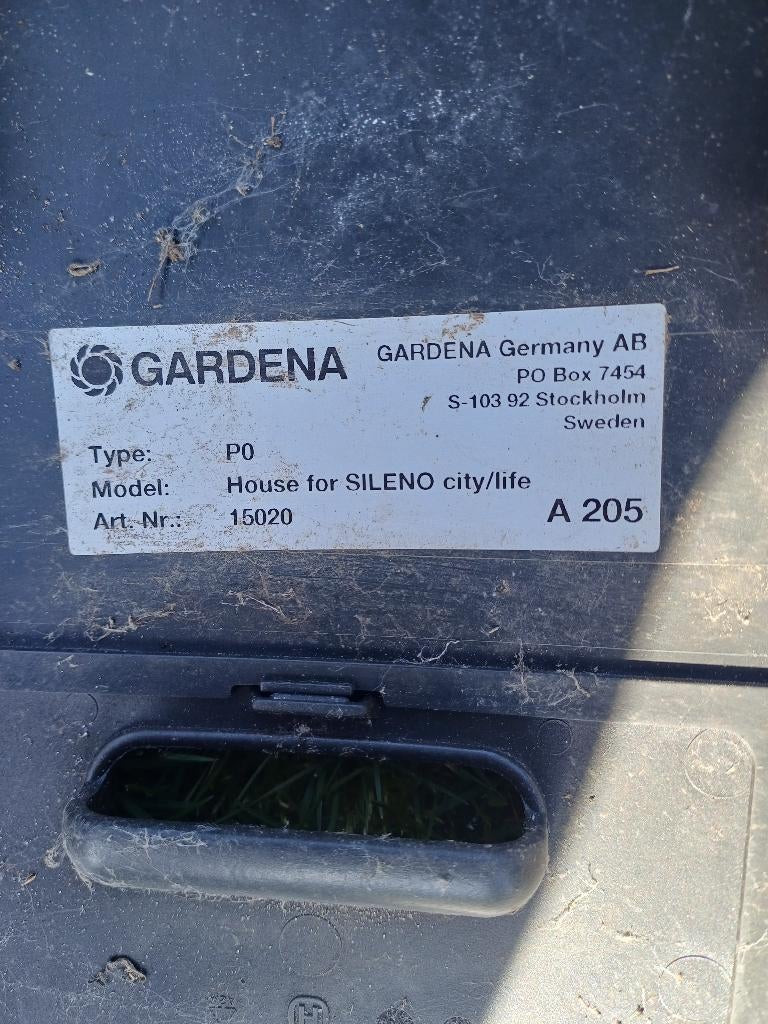 GARDENA
GARDENA Germany AB
PO Box 7454
S-103 92 Stockholm
Sweden
Type: P0
Model: House for SILENO city/life
Art. Nr.: 15020
A 205
H